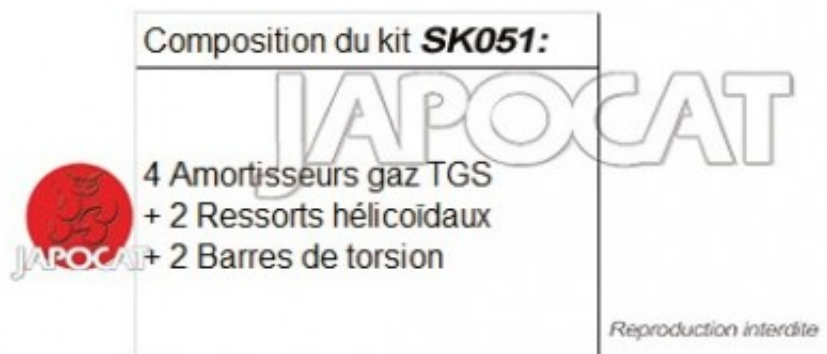 Composition du kit SK051:
JAPOCAT
4 Amortisseurs gaz TGS
+ 2 Ressorts hélicoïdaux
JAPOCAT
+ 2 Barres de torsion
Reproduction interdite